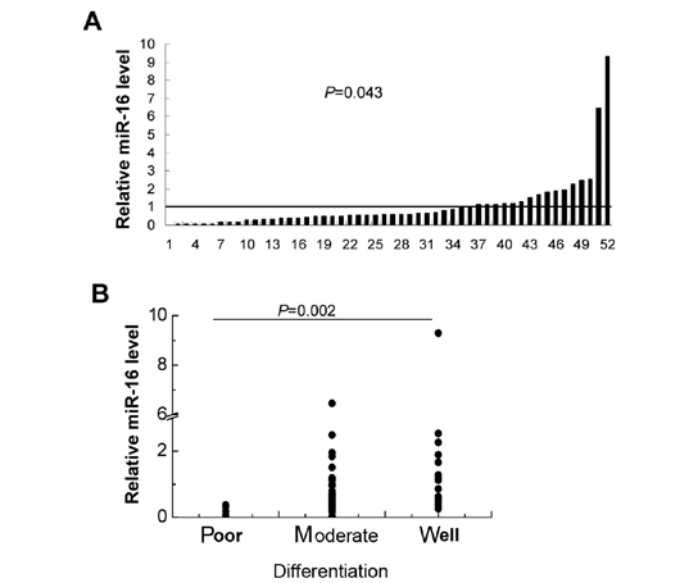 A
Relative miR-16 level
10
9
8
7
6
5
4
3
2
1
0
P=0.043
1 4 7 10 13 16 19 22 25 28 31 34 37 40 43 46 49 52
B
Relative miR-16 level
10
8
6
2
0
P=0.002
Poor Moderate Well
Differentiation